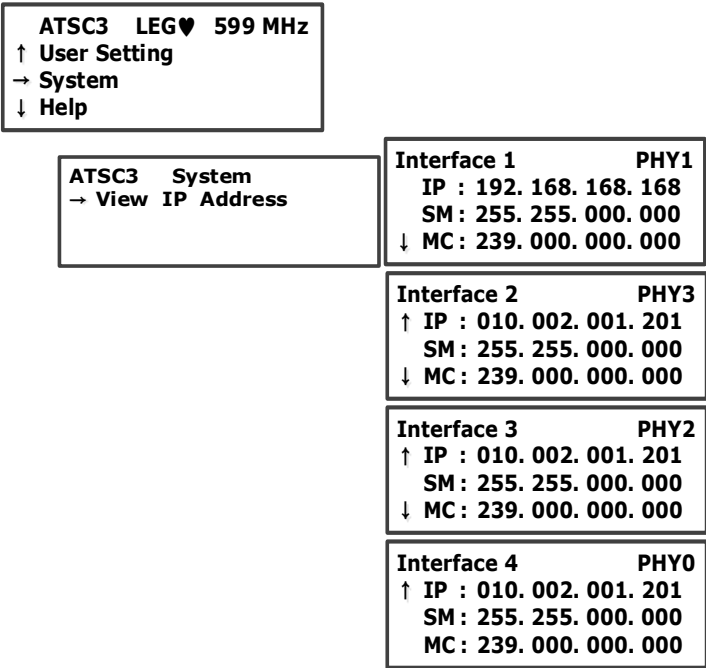 ATSC3 LEG♥ 599 MHz
↑ User Setting
→ System
↓ Help
ATSC3 System
→ View IP Address
Interface 1 PHY1
IP : 192. 168. 168. 168
SM : 255. 255. 000. 000
↓ MC : 239. 000. 000. 000
Interface 2 PHY3
↑ IP : 010. 002. 001. 201
SM : 255. 255. 000. 000
↓ MC : 239. 000. 000. 000
Interface 3 PHY2
↑ IP : 010. 002. 001. 201
SM : 255. 255. 000. 000
↓ MC : 239. 000. 000. 000
Interface 4 PHY0
↑ IP : 010. 002. 001. 201
SM : 255. 255. 000. 000
MC : 239. 000. 000. 000